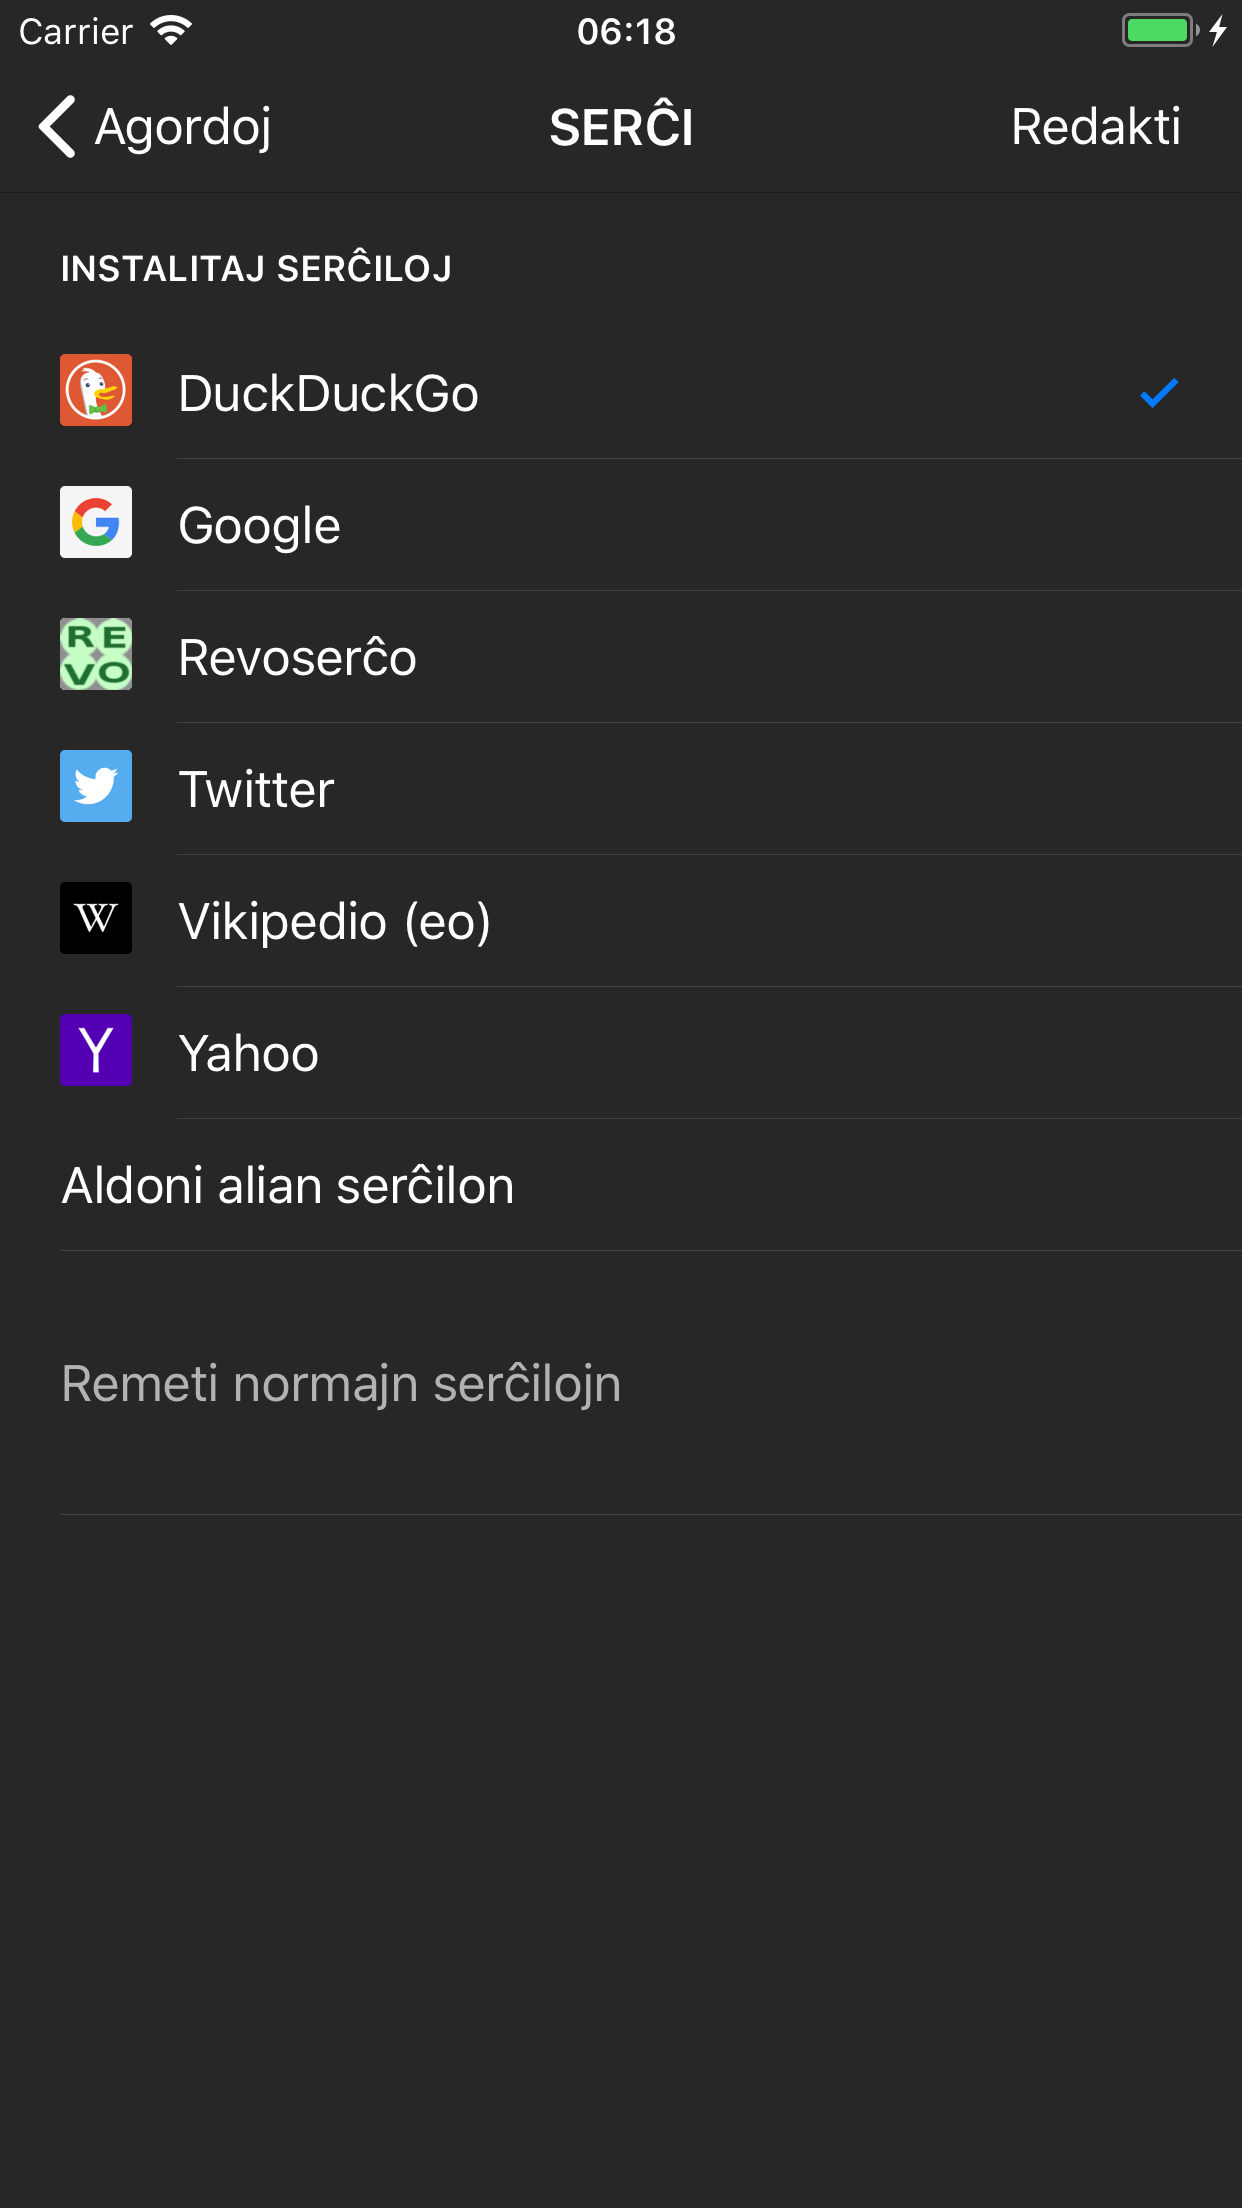 Carrier 06:18
Agordoj SERĈI Redakti
INSTALITAJ SERĈILOJ
DuckDuckGo
Google
RE
VO
Revoserĉo
Twitter
W
Vikipedio (eo)
Y
Yahoo
Aldoni alian serĉilon
Remeti normajn serĉilojn